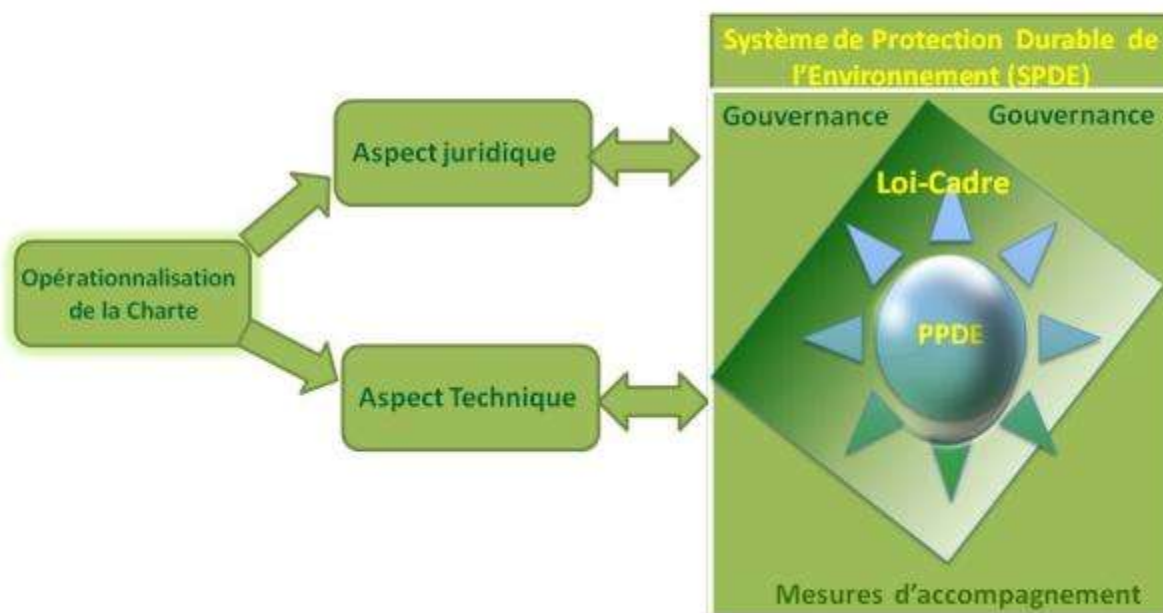 Système de Protection Durable de
l'Environnement (SPDE)
Gouvernance
Gouvernance
Aspect juridique
Loi-Cadre
Opérationnalisation
de la Charte
PPDE
Aspect Technique
Mesures d'accompagnement